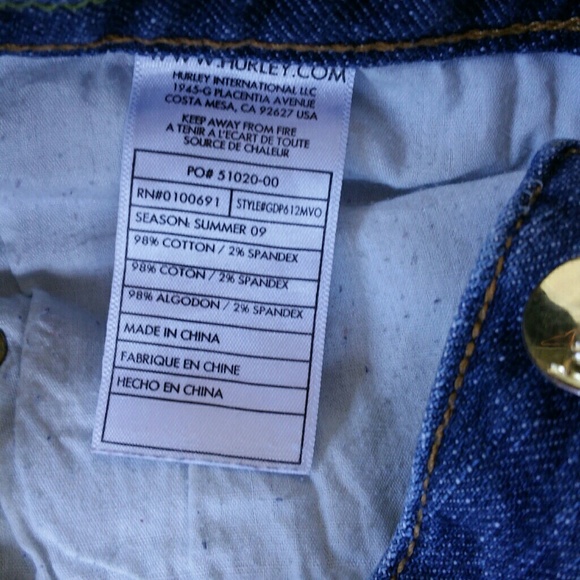 WWW.HURLEY.COM
HURLEY INTERNATIONAL LLC
1945-G PLACENTIA AVENUE
COSTA MESA, CA 92627 USA
KEEP AWAY FROM FIRE
A TENIR A L'ECART DE TOUTE
SOURCE DE CHALEUR
PO# 51020-00
RN#0100691 STYLE#GDP612MVO
SEASON: SUMMER 09
98% COTTON / 2% SPANDEX
98% COTON / 2% SPANDEX
98% ALGODON / 2% SPANDEX
MADE IN CHINA
FABRIQUE EN CHINE
HECHO EN CHINA